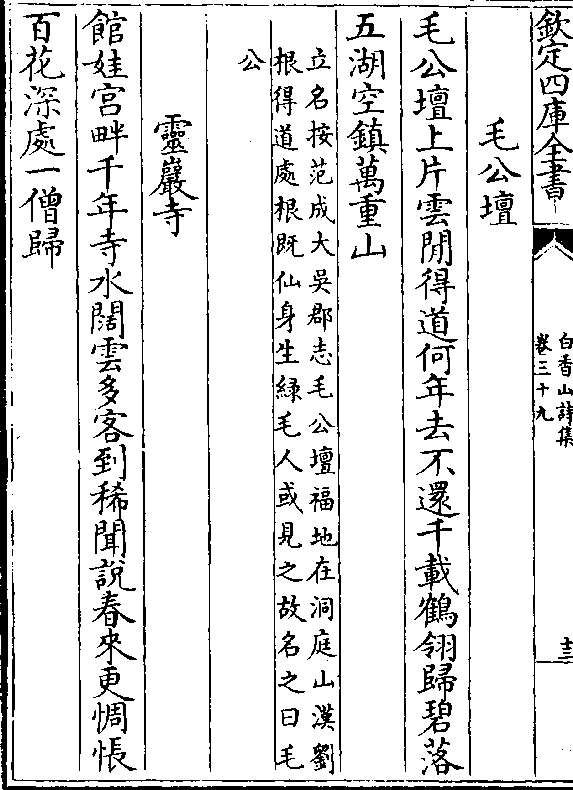 欽定四庫全書
白香山詩集
卷三十九
十三
毛公壇
毛公壇上片雲閒得道何年去不還千載鶴翎歸碧落
五湖空鎮萬重山
立名按范成大吳郡志毛公壇福地在洞庭山漢劉
根得道處根既仙身生緑毛人或見之故名之曰毛
公
靈巖寺
館娃宮畔千年寺水闊雲多客到稀聞說春來更惆悵
百花深處一僧歸